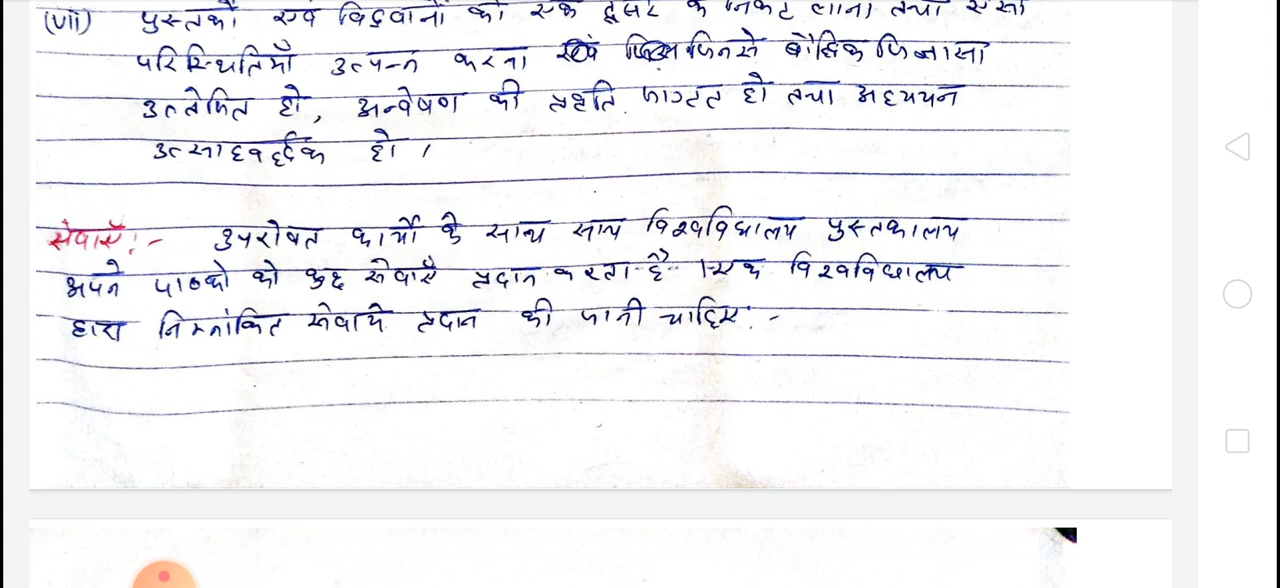 (vii) पुस्तकों एवं विद्वानों को एक दूसरे के निकट लाना तथा ऐसी
परिस्थितियाँ उत्पन्न करना जिनसे बौद्धिक जिज्ञासा
उत्तेजित हो, अन्वेषण की प्रवृति जाग्रत हो तथा अध्ययन
उत्साहवर्द्धक हो ।
सेवाएँ:- उपरोक्त कार्यो के साथ साथ विश्वविद्यालय पुस्तकालय
अपने पाठको को कुछ सेवाएँ प्रदान करता है । एक विश्वविद्यालय
द्वारा निम्नांकित सेवाये प्रदान की जानी चाहिए :-